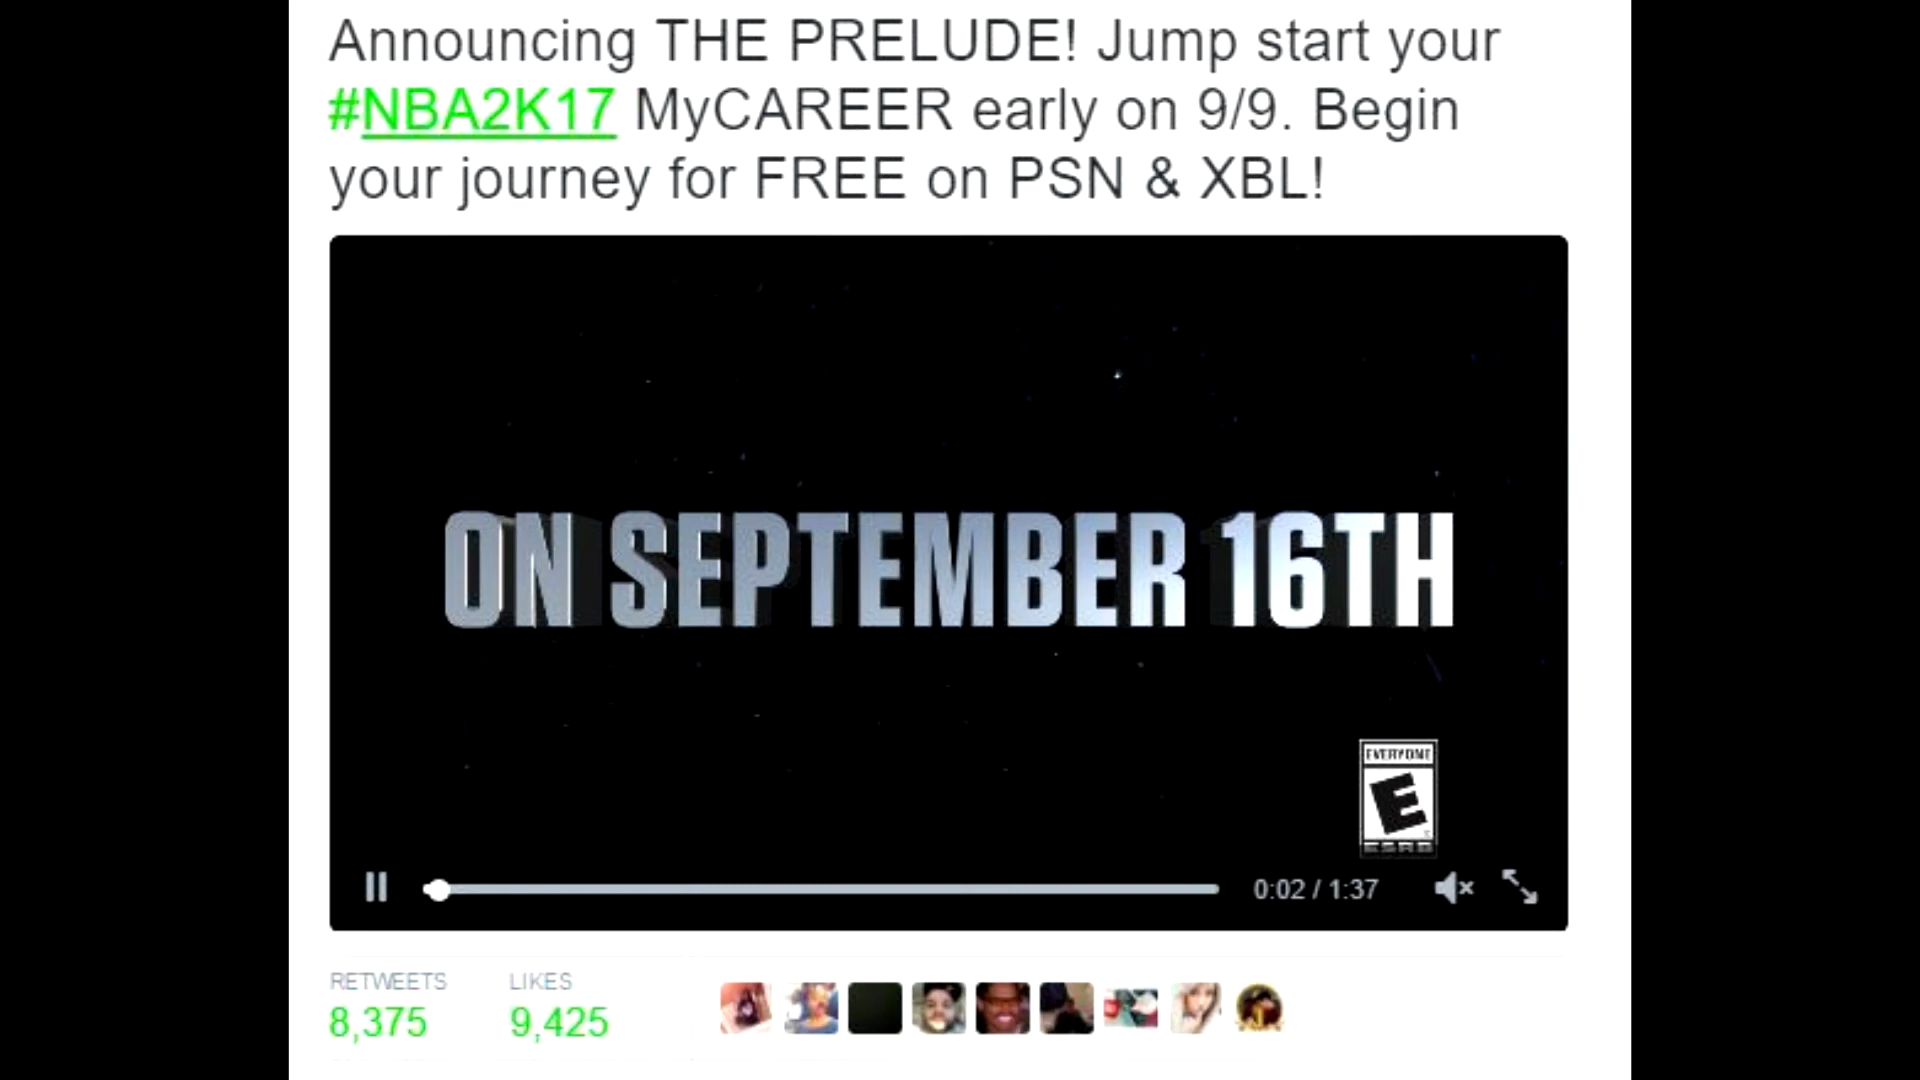 Announcing THE PRELUDE! Jump start your
#NBA2K17 MyCAREER early on 9/9. Begin
your journey for FREE on PSN & XBL!
ON SEPTEMBER 16TH
EVERYONE
E
ESRB
0:02 / 1:37
RETWEETS LIKES
8,375 9,425